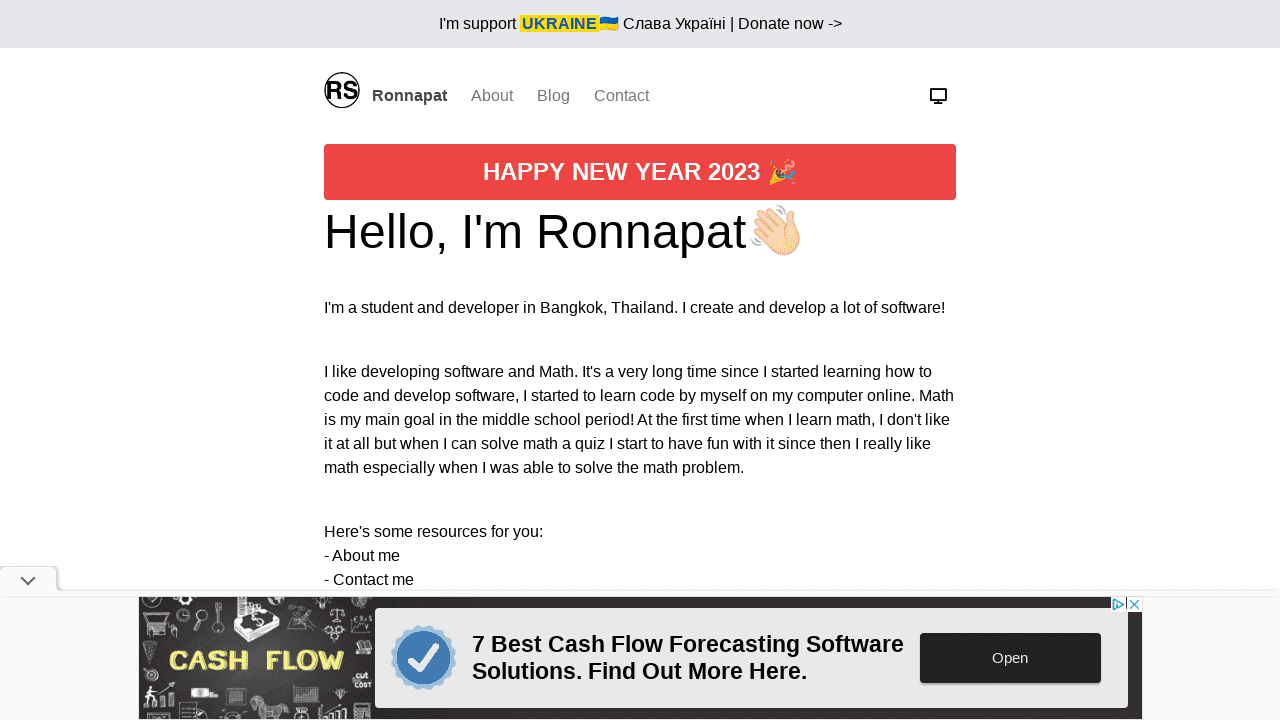 I'm support UKRAINE🇺🇦 Слава Україні | Donate now ->
RS Ronnapat About Blog Contact
HAPPY NEW YEAR 2023 🎉
Hello, I'm Ronnapat👋🏻
I'm a student and developer in Bangkok, Thailand. I create and develop a lot of software!
I like developing software and Math. It's a very long time since I started learning how to
code and develop software, I started to learn code by myself on my computer online. Math
is my main goal in the middle school period! At the first time when I learn math, I don't like
it at all but when I can solve math a quiz I start to have fun with it since then I really like
math especially when I was able to solve the math problem.
Here's some resources for you:
- About me
- Contact me
CASH FLOW
cut
COST
7 Best Cash Flow Forecasting Software
Solutions. Find Out More Here.
Open